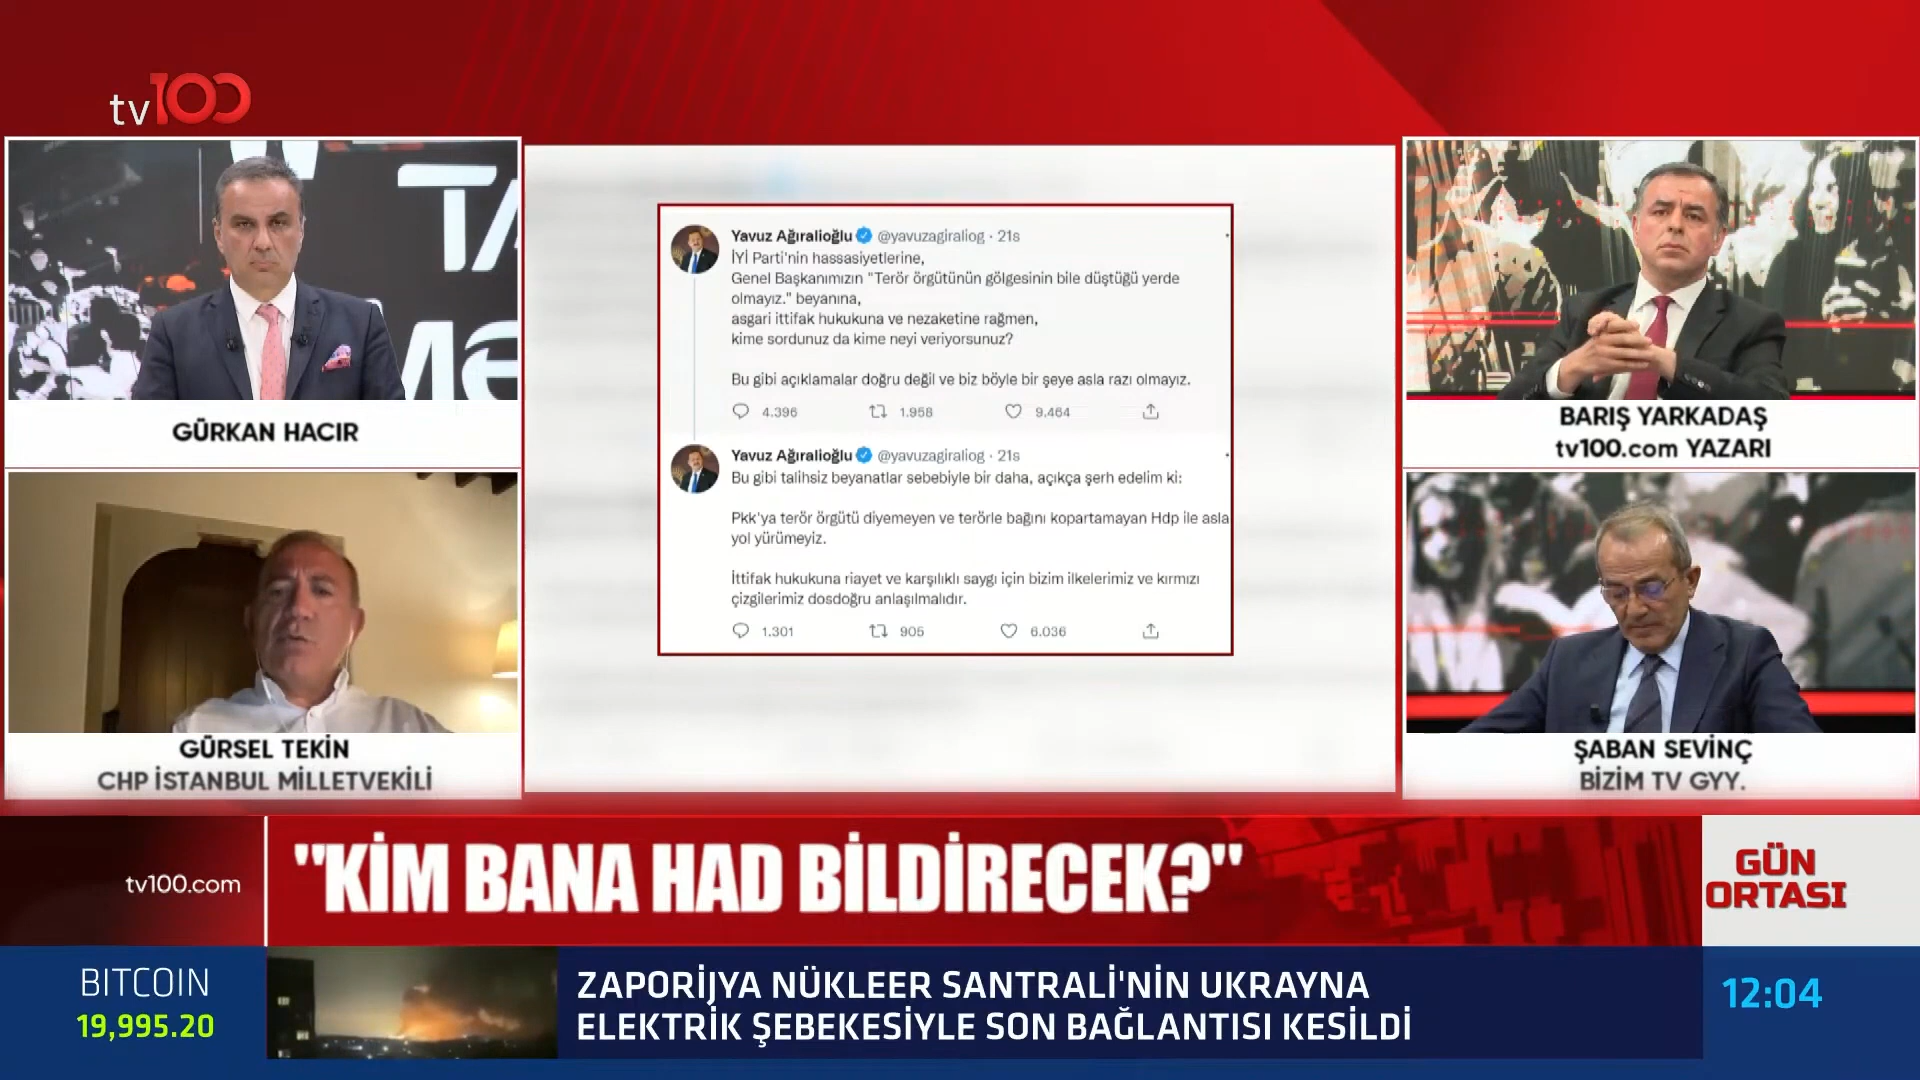 tv100
GÜRKAN HACIR
GÜRSEL TEKİN
CHP İSTANBUL MİLLETVEKİLİ
Yavuz Ağıralioğlu @yavuzagiraliog · 21s
İYİ Parti'nin hassasiyetlerine,
Genel Başkanımızın "Terör örgütünün gölgesinin bile düştüğü yerde
olmayız." beyanına,
asgari ittifak hukukuna ve nezaketine rağmen,
kime sordunuz da kime neyi veriyorsunuz?
Bu gibi açıklamalar doğru değil ve biz böyle bir şeye asla razı olmayız.
4.396 1.958 9.464
Yavuz Ağıralioğlu @yavuzagiraliog · 21s
Bu gibi talihsiz beyanatlar sebebiyle bir daha, açıkça şerh edelim ki:
Pkk'ya terör örgütü diyemeyen ve terörle bağını kopartamayan Hdp ile asla
yol yürümeyiz.
İttifak hukukuna riayet ve karşılıklı saygı için bizim ilkelerimiz ve kırmızı
çizgilerimiz dosdoğru anlaşılmalıdır.
1.301 905 6.036
BARIŞ YARKADAŞ
tv100.com YAZARI
ŞABAN SEVİNÇ
BİZİM TV GYY.
tv100.com
"KİM BANA HAD BİLDİRECEK?"
GÜN
ORTASI
BITCOIN
19,995.20
ZAPORİJYA NÜKLEER SANTRALİ'NİN UKRAYNA
ELEKTRİK ŞEBEKESİYLE SON BAĞLANTISI KESİLDİ
12:04